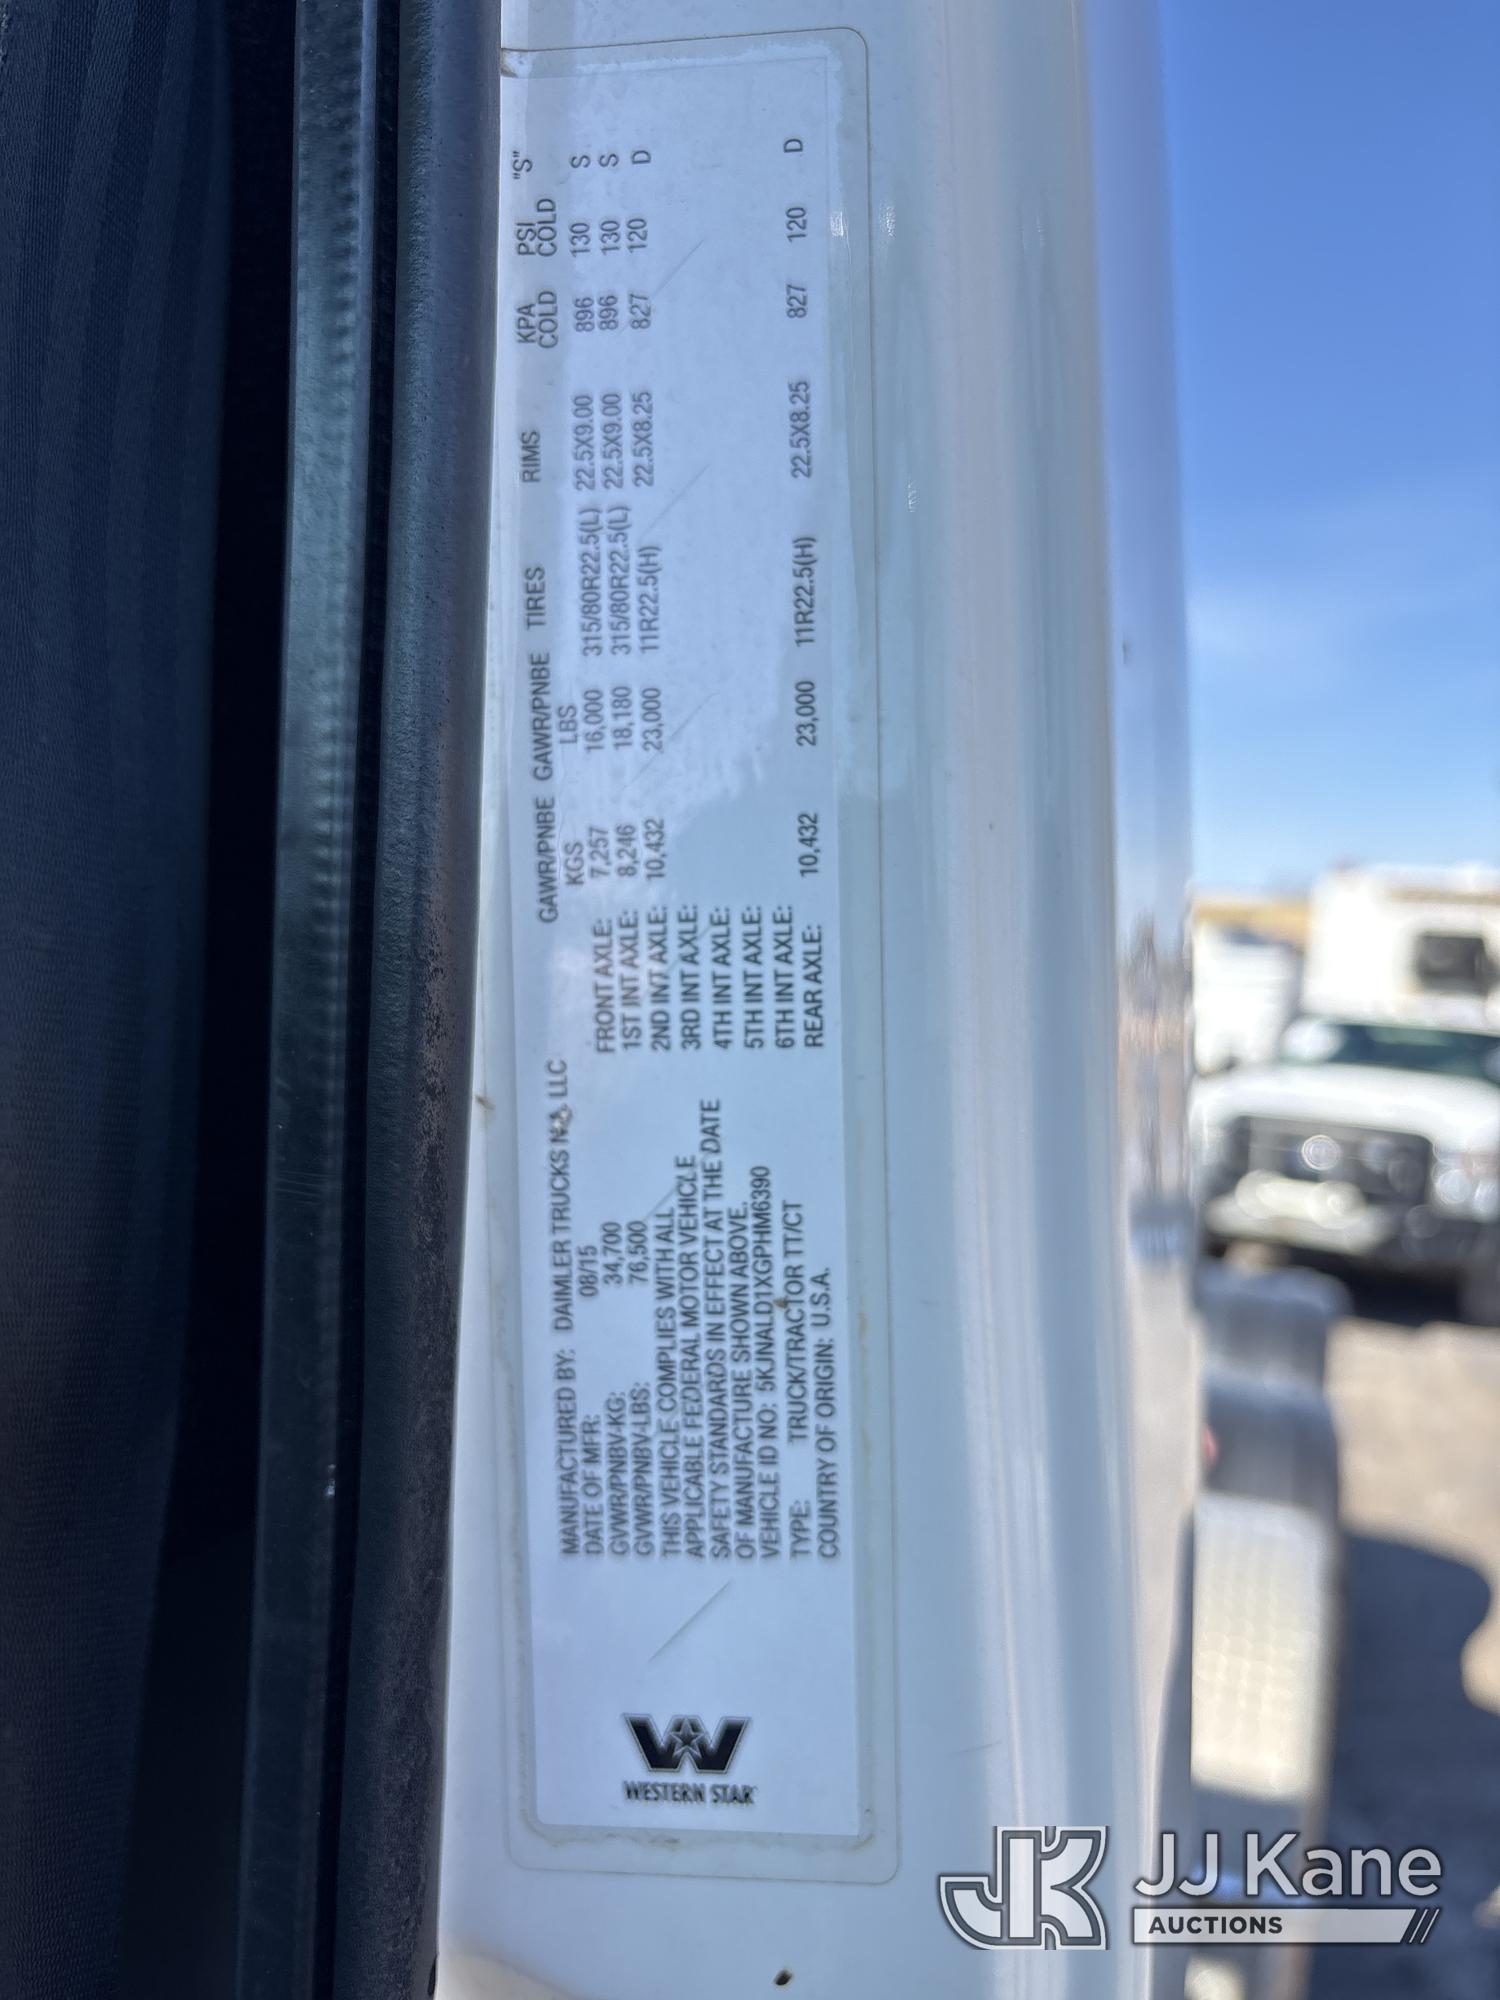 WESTERN STAR
MANUFACTURED BY: DAIMLER TRUCKS N.A. LLC
DATE OF MFR: 08/15
GVWR/PNBV-KG: 34,700
GVWR/PNBV-LBS: 76,500
THIS VEHICLE COMPLIES WITH ALL
APPLICABLE FEDERAL MOTOR VEHICLE
SAFETY STANDARDS IN EFFECT AT THE DATE
OF MANUFACTURE SHOWN ABOVE.
VEHICLE ID NO: 5KJNALD1XGPHM6390
TYPE: TRUCK/TRACTOR TT/CT
COUNTRY OF ORIGIN: U.S.A.
GAWR/PNBE GAWR/PNBE TIRES RIMS KPA PSI "S"
KGS LBS COLD COLD
FRONT AXLE: 7,257 16,000 315/80R22.5(L) 22.5X9.00 896 130 S
1ST INT AXLE: 8,246 18,180 315/80R22.5(L) 22.5X9.00 896 130 S
2ND INT AXLE: 10,432 23,000 11R22.5(H) 22.5X8.25 827 120 D
3RD INT AXLE:
4TH INT AXLE:
5TH INT AXLE:
6TH INT AXLE:
REAR AXLE: 10,432 23,000 11R22.5(H) 22.5X8.25 827 120 D
JK JJ Kane
AUCTIONS